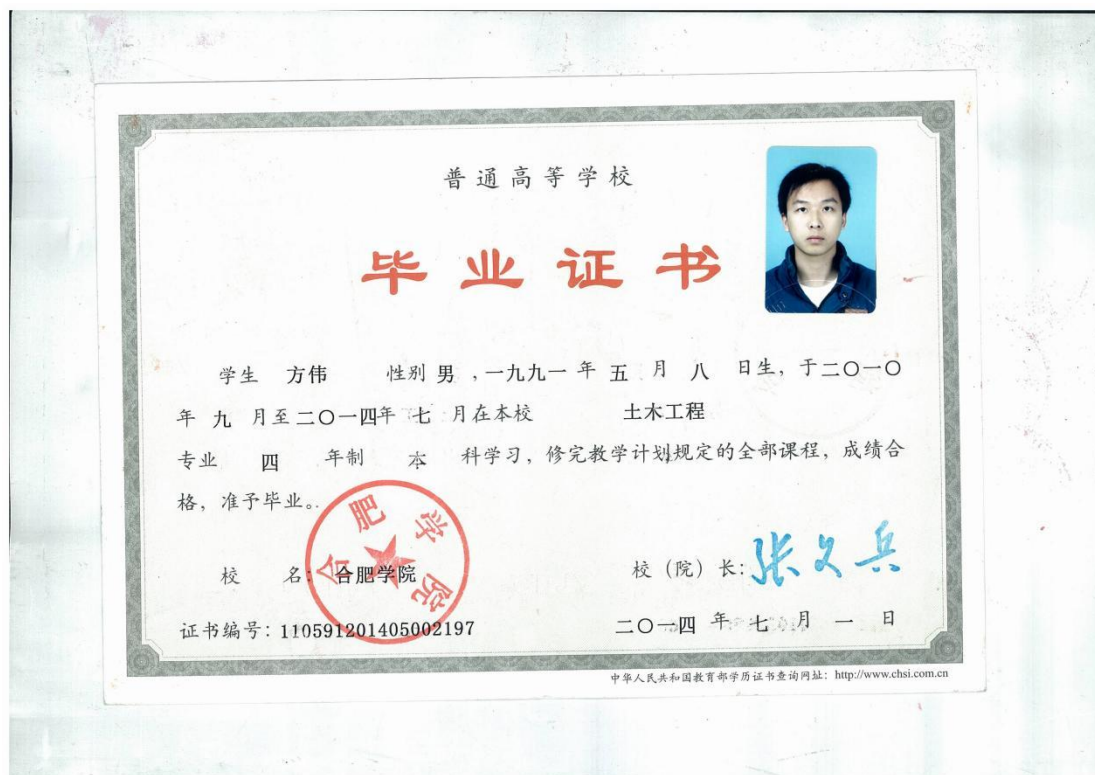 普通高等学校
毕业证书
学生 方伟 性别 男 ,一九九一 年 五 月 八 日生, 于二〇一〇
年 九 月至二〇一四年 七 月在本校 土木工程
专业 四 年制 本 科学习, 修完教学计划规定的全部课程, 成绩合
格, 准予毕业。
合肥学院
校 名: 合肥学院
校 (院) 长: 张文兵
证书编号: 110591201405002197
二〇一四 年 七 月 一 日
中华人民共和国教育部学历证书查询网址: http://www.chsi.com.cn